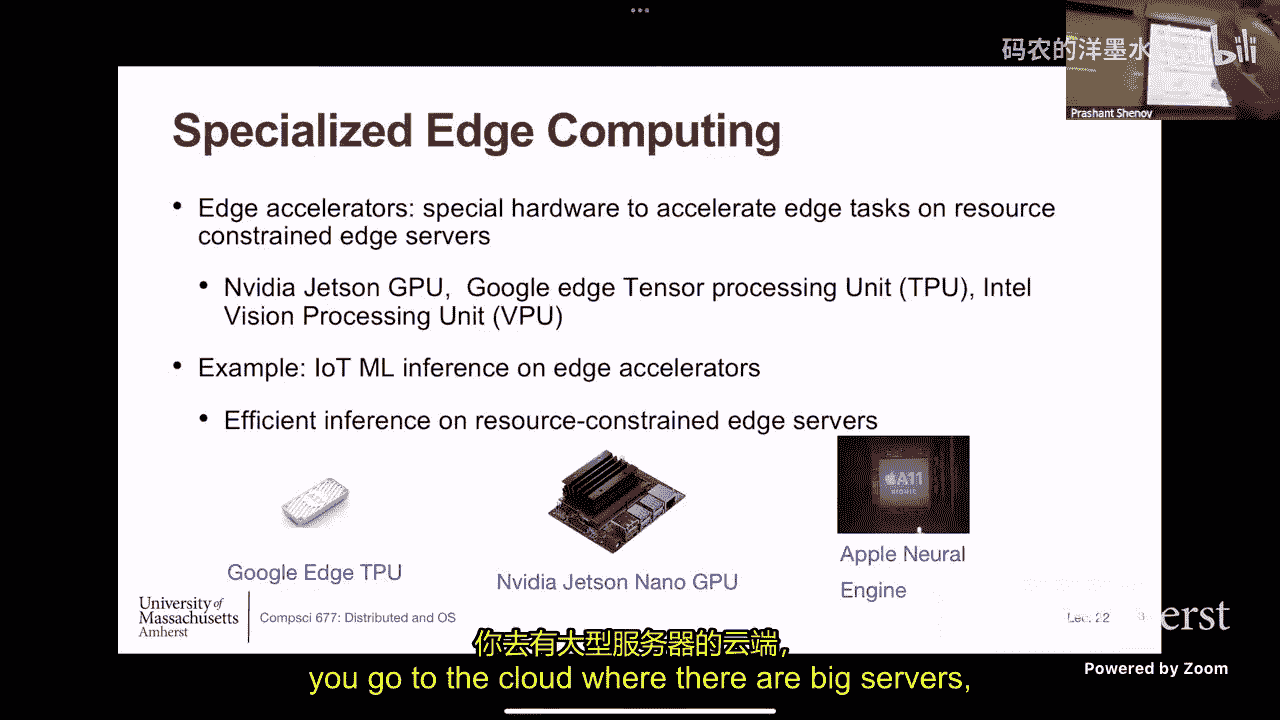 码农的洋墨水
bili
Prashant Shenoy
Specialized Edge Computing
• Edge accelerators: special hardware to accelerate edge tasks on resource
constrained edge servers
• Nvidia Jetson GPU, Google edge Tensor processing Unit (TPU), Intel
Vision Processing Unit (VPU)
• Example: IoT ML inference on edge accelerators
• Efficient inference on resource-constrained edge servers
A11
BIONIC
Google Edge TPU
Nvidia Jetson Nano GPU
Apple Neural
Engine
University of
Massachusetts
Amherst
Compsci 677: Distributed and OS
Lec. 22
erst
你去有大型服务器的云端，
you go to the cloud where there are big servers,
Powered by Zoom